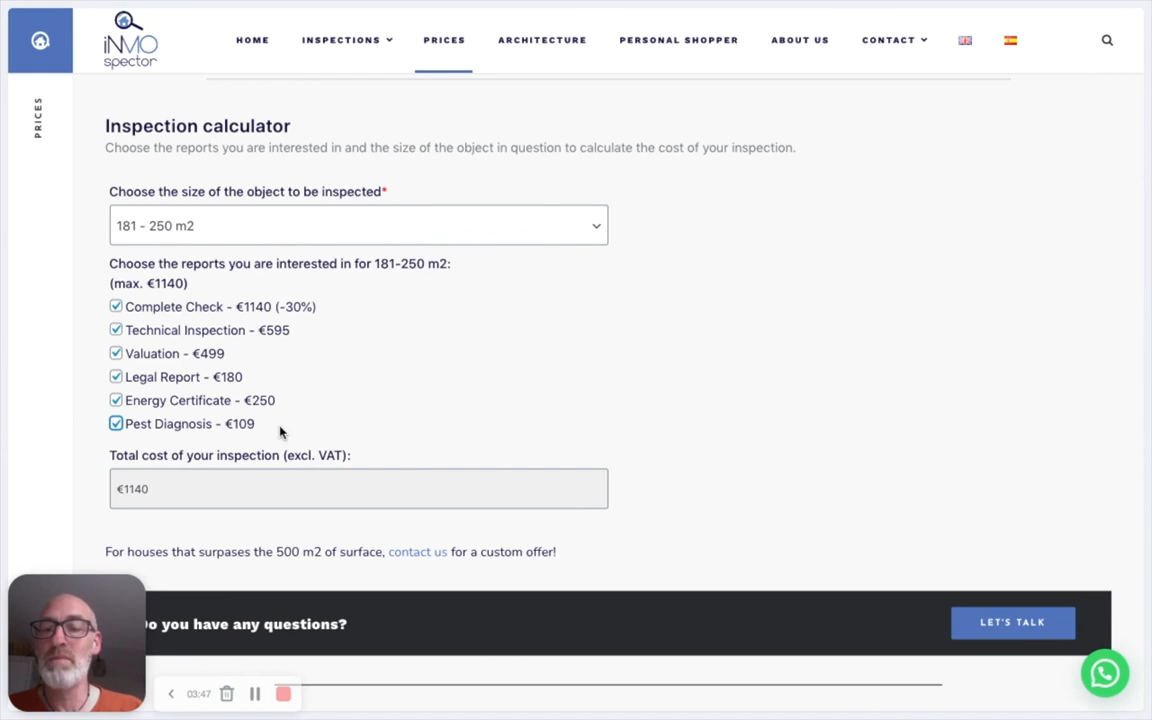 iNMO
spector
HOME
INSPECTIONS
PRICES
ARCHITECTURE
PERSONAL SHOPPER
ABOUT US
CONTACT
PRICES
Inspection calculator
Choose the reports you are interested in and the size of the object in question to calculate the cost of your inspection.
Choose the size of the object to be inspected*
181 - 250 m2
Choose the reports you are interested in for 181-250 m2:
(max. €1140)
Complete Check - €1140 (-30%)
Technical Inspection - €595
Valuation - €499
Legal Report - €180
Energy Certificate - €250
Pest Diagnosis - €109
Total cost of your inspection (excl. VAT):
€1140
For houses that surpases the 500 m2 of surface, contact us for a custom offer!
o you have any questions?
LET'S TALK
03:47